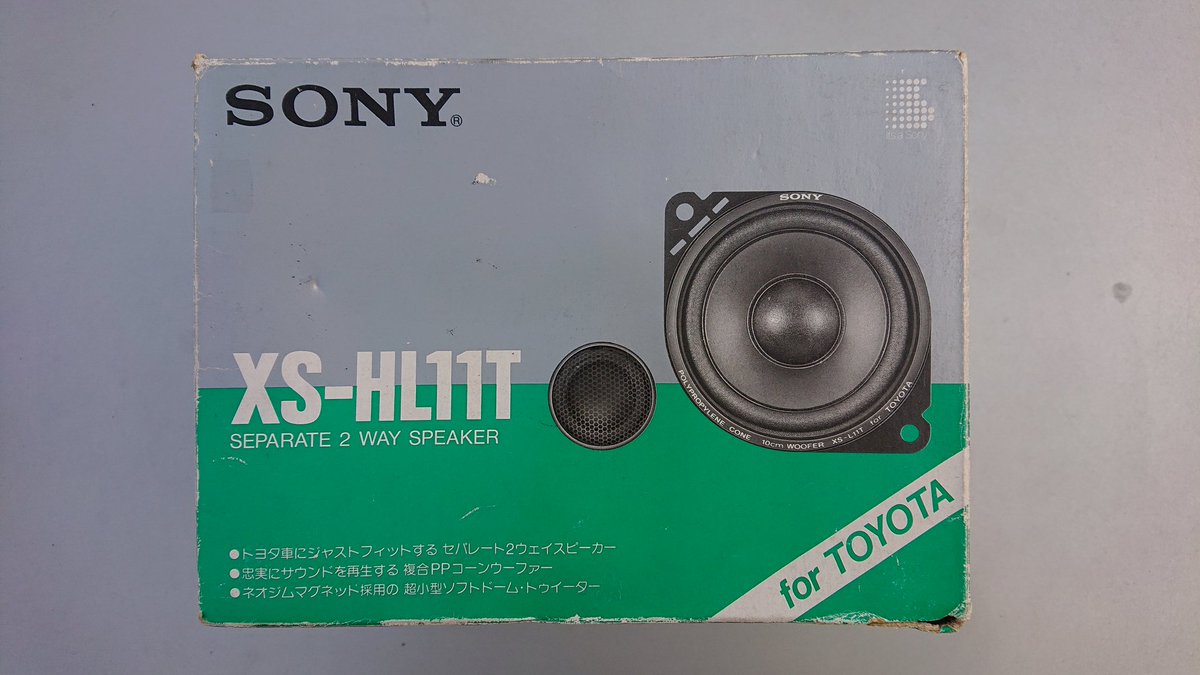 SONY®
It's a Sony
SONY
XS-HL11T
SEPARATE 2 WAY SPEAKER
POLYPROPYLENE CONE 10cm WOOFER XS-L11T for TOYOTA
for TOYOTA
●トヨタ車にジャストフィットする セパレート2ウェイスピーカー
●忠実にサウンドを再生する 複合PPコーンウーファー
●ネオジムマグネット採用の 超小型ソフトドーム・トゥイーター